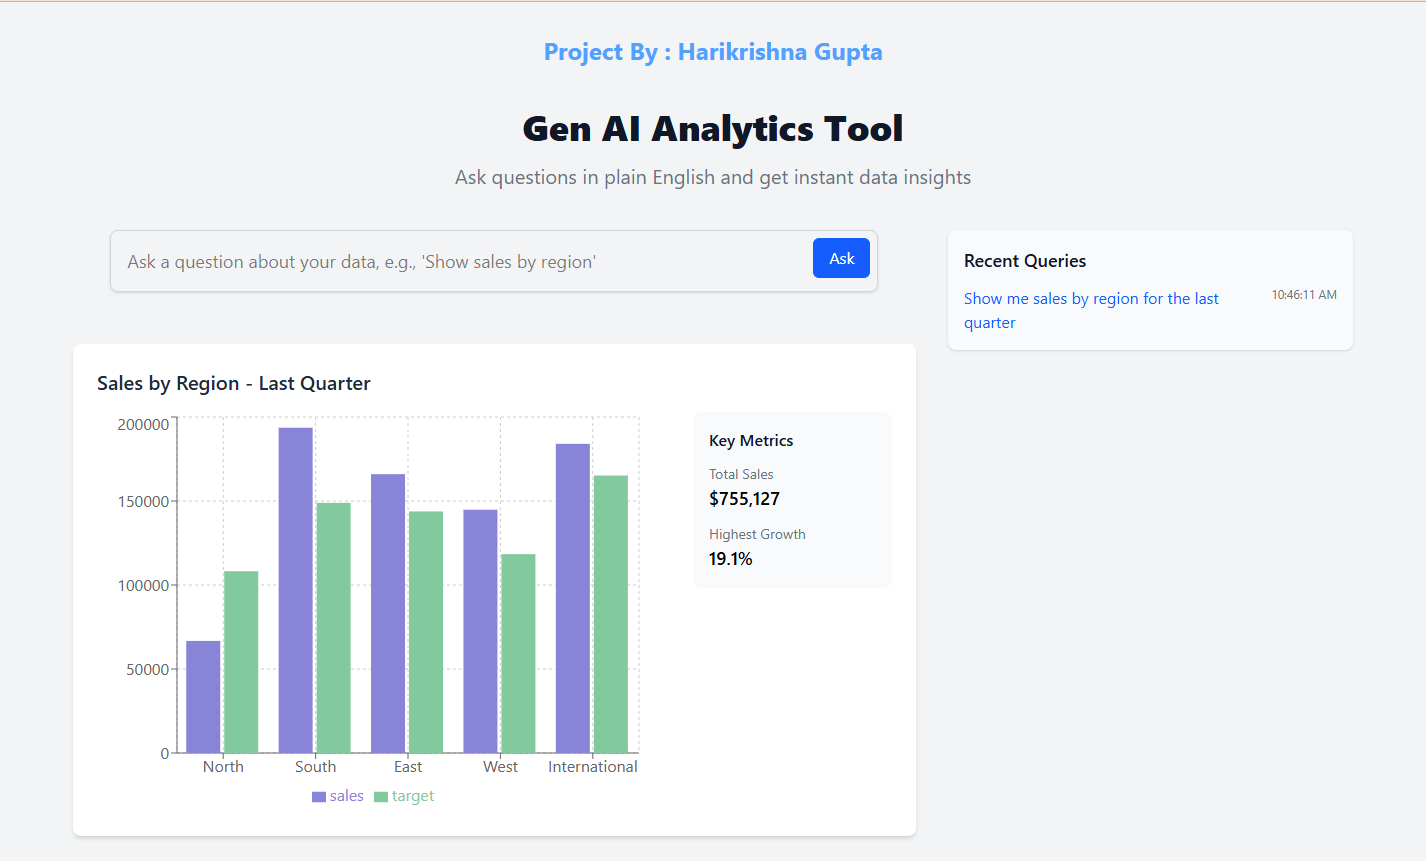 Project By : Harikrishna Gupta
Gen AI Analytics Tool
Ask questions in plain English and get instant data insights
Ask a question about your data, e.g., 'Show sales by region'
Ask
Recent Queries
Show me sales by region for the last
quarter
10:46:11 AM
Sales by Region - Last Quarter
200000
150000
100000
50000
0
North
South
East
West
International
sales
target
Key Metrics
Total Sales
$755,127
Highest Growth
19.1%